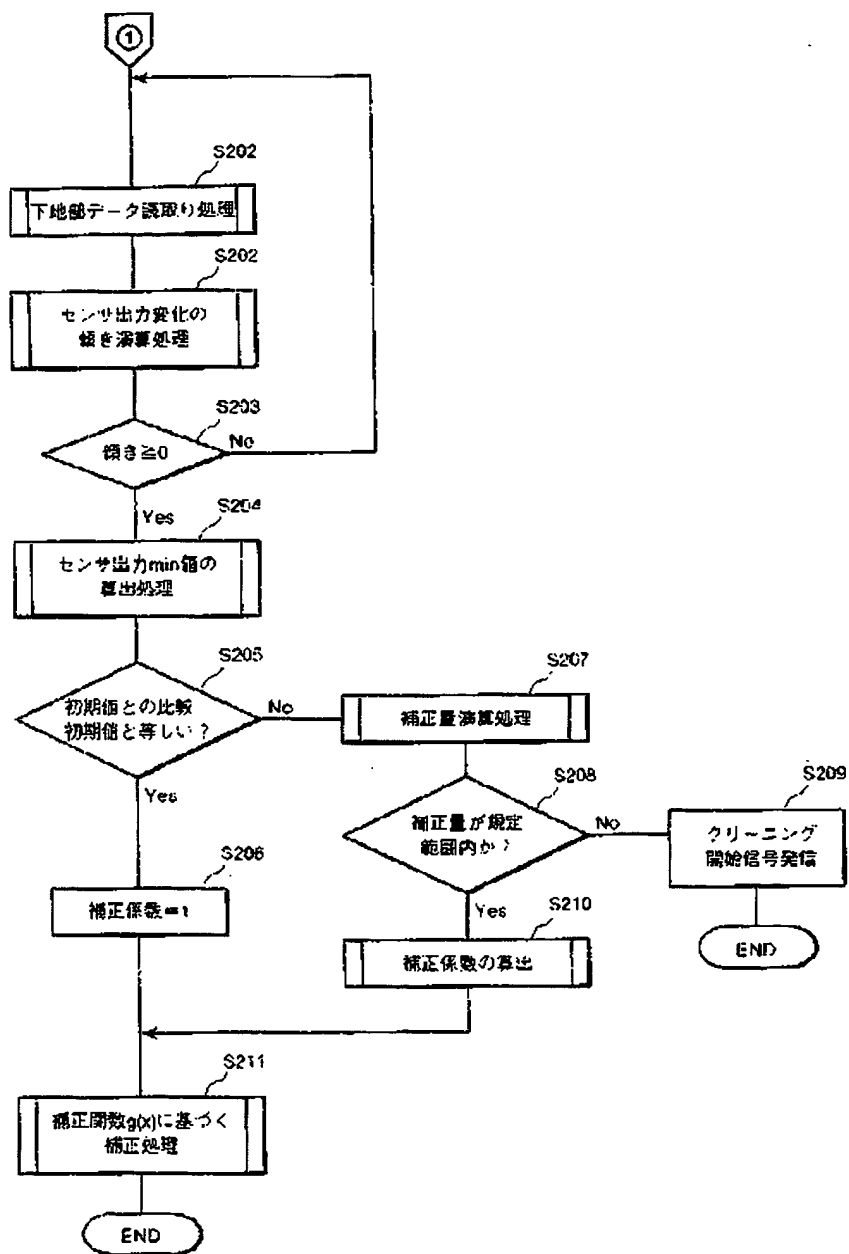 ①
S202
下地部データ読取り処理
S202
センサ出力変化の
傾き演算処理
S203
傾き≧0
No
Yes
S204
センサ出力min値の
算出処理
S205
初期値との比較
初期値と等しい?
No
Yes
S207
補正量演算処理
S208
補正量が規定
範囲内か?
No
Yes
S209
クリーニング
開始信号発信
END
S206
補正係数=1
S210
補正係数の算出
S211
補正関数g(x)に基づく
補正処理
END